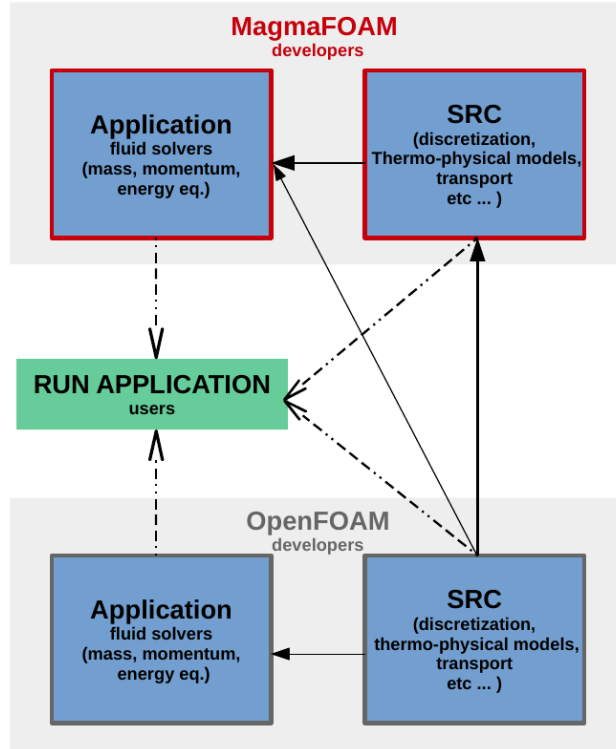 MagmaFOAM
developers
Application
fluid solvers
(mass, momentum,
energy eq.)
SRC
(discretization,
Thermo-physical models,
transport
etc ... )
RUN APPLICATION
users
OpenFOAM
developers
Application
fluid solvers
(mass, momentum,
energy eq.)
SRC
(discretization,
thermo-physical models,
transport
etc ... )